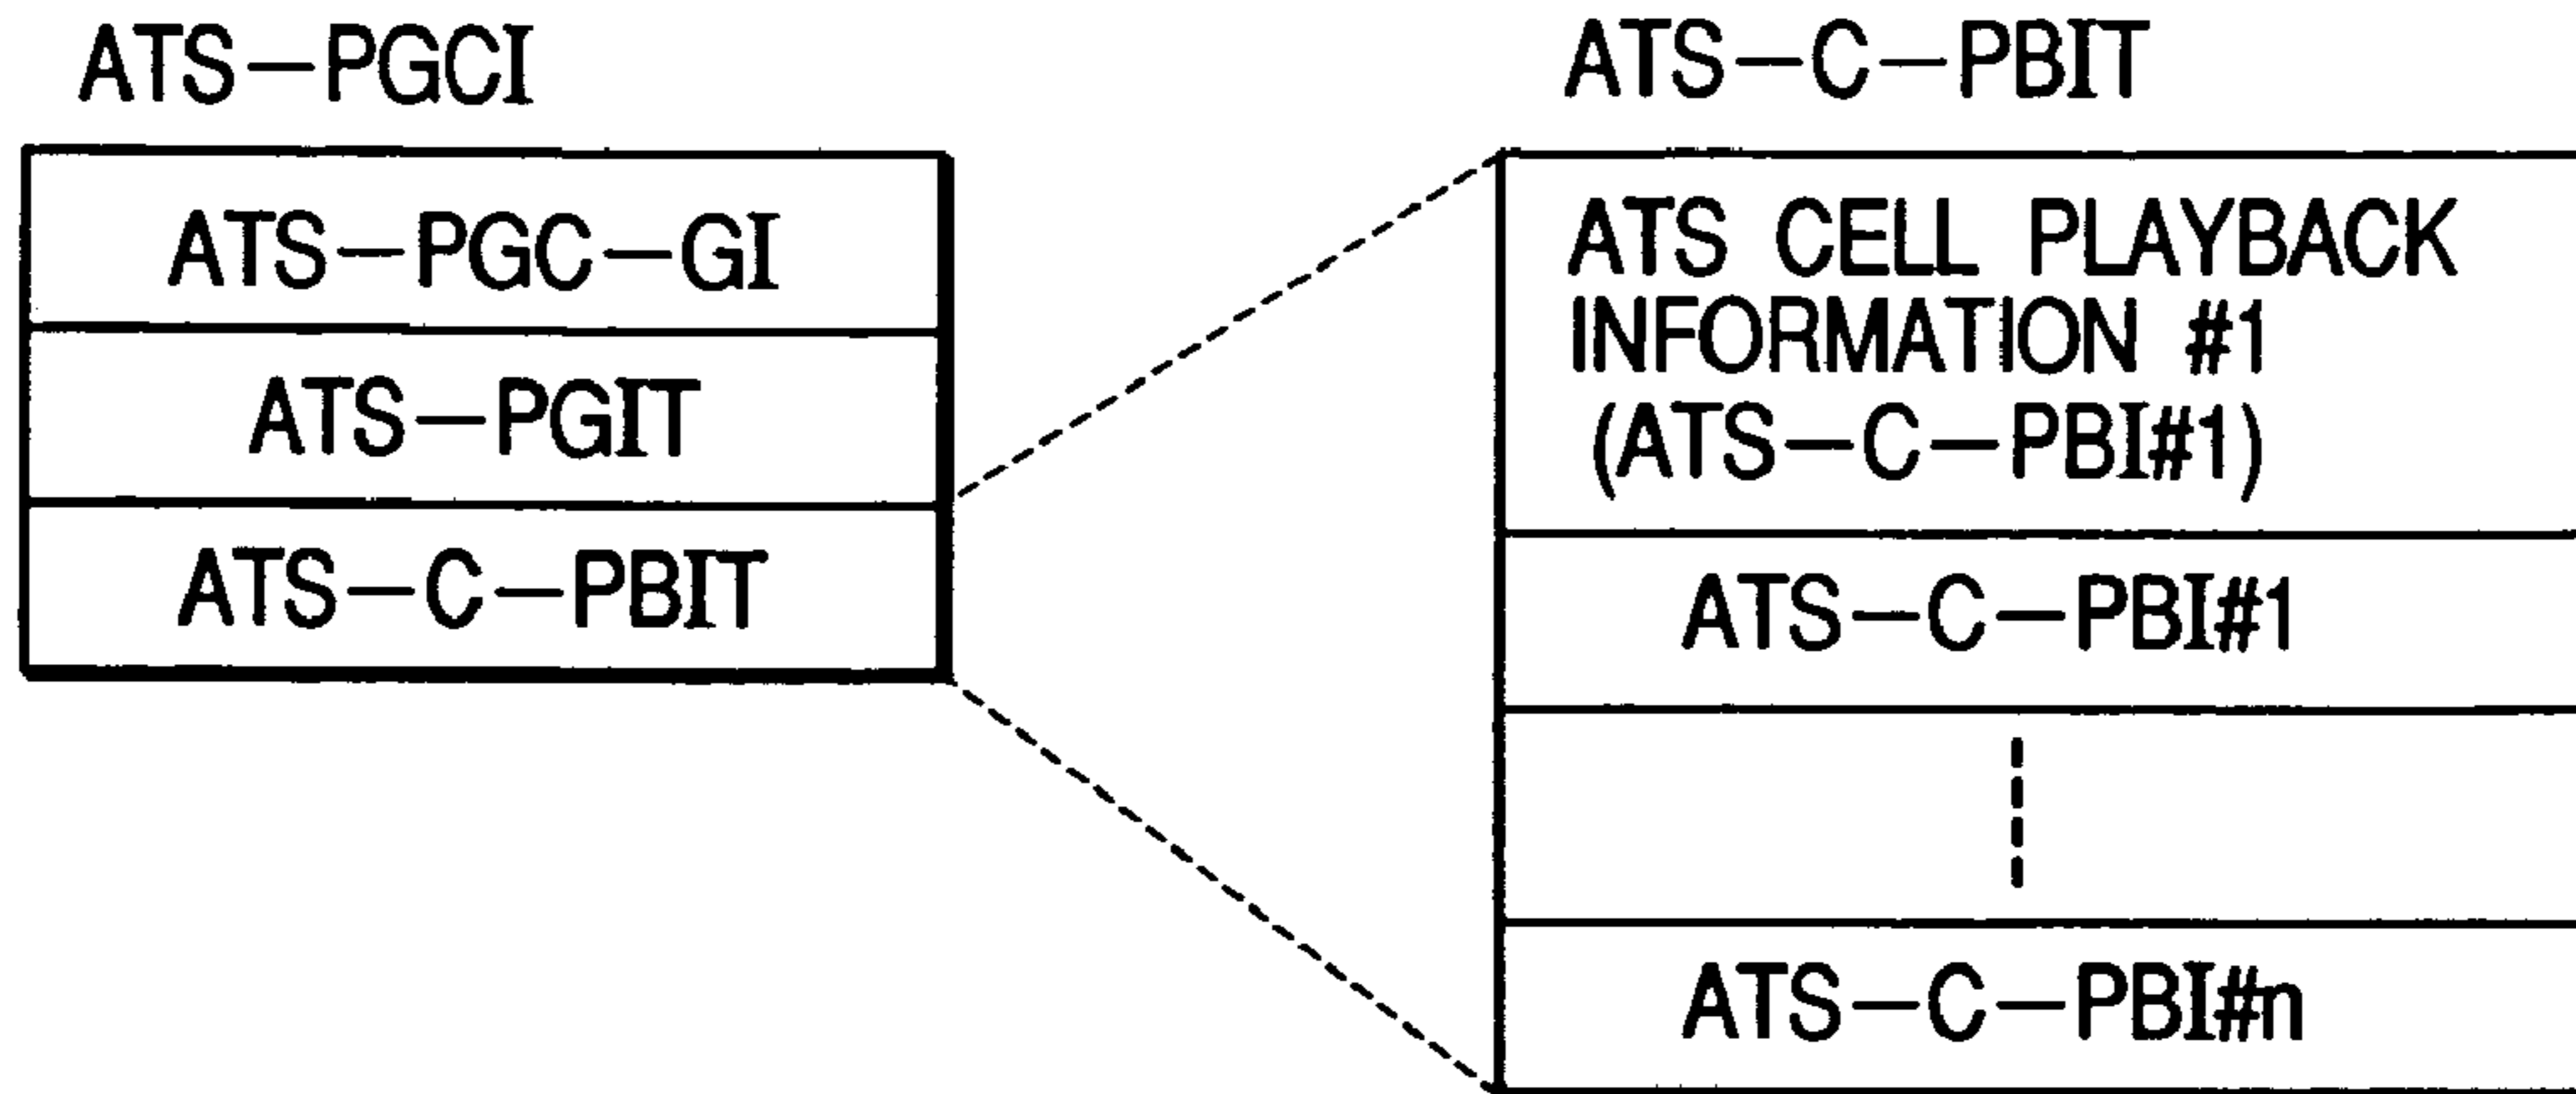 ATS-PGCI
ATS-PGC-GI
ATS-PGIT
ATS-C-PBIT
ATS-C-PBIT
ATS CELL PLAYBACK
INFORMATION #1
(ATS-C-PBI#1)
ATS-C-PBI#1
ATS-C-PBI#n